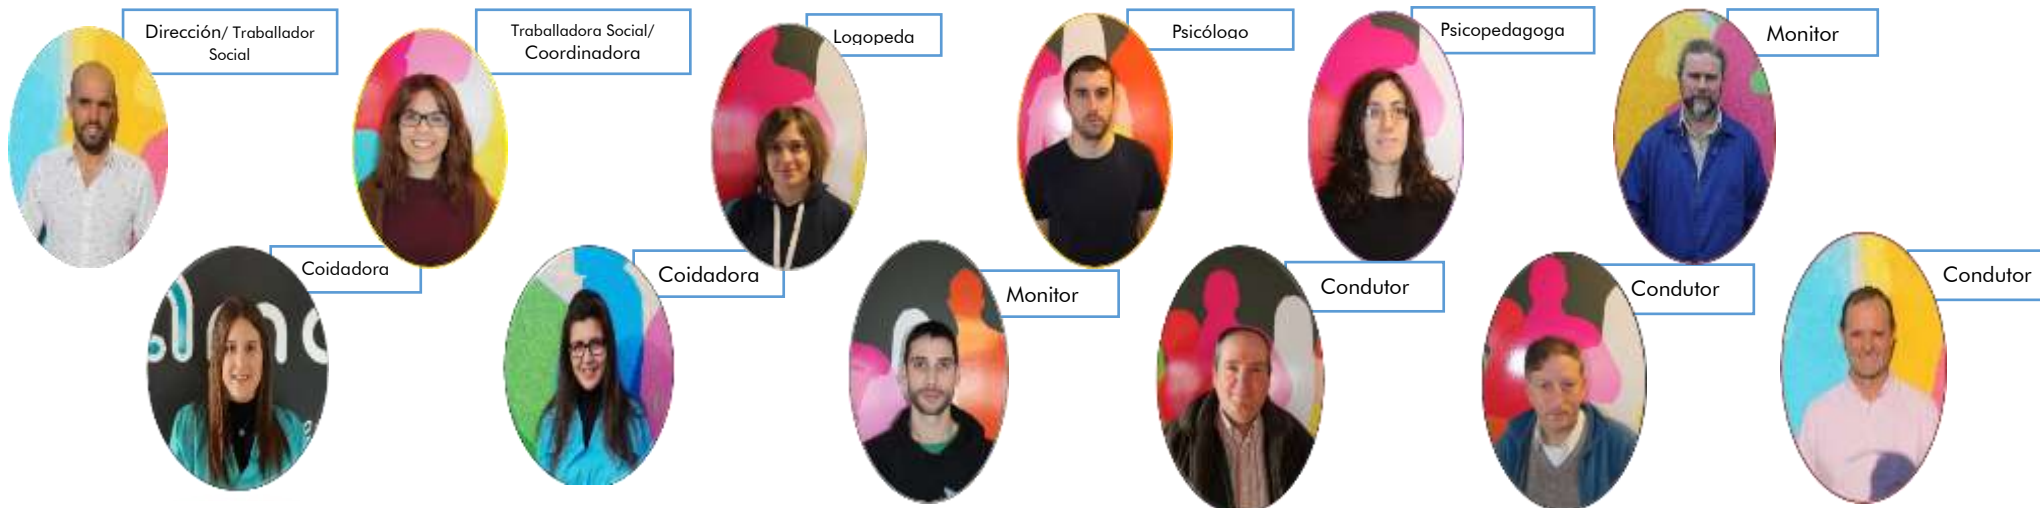 Dirección/ Traballador
Social
Traballadora Social/
Coordinadora
Logopeda
Psicólogo
Psicopedagoga
Monitor
Coidadora
Coidadora
Monitor
Condutor
Condutor
Condutor